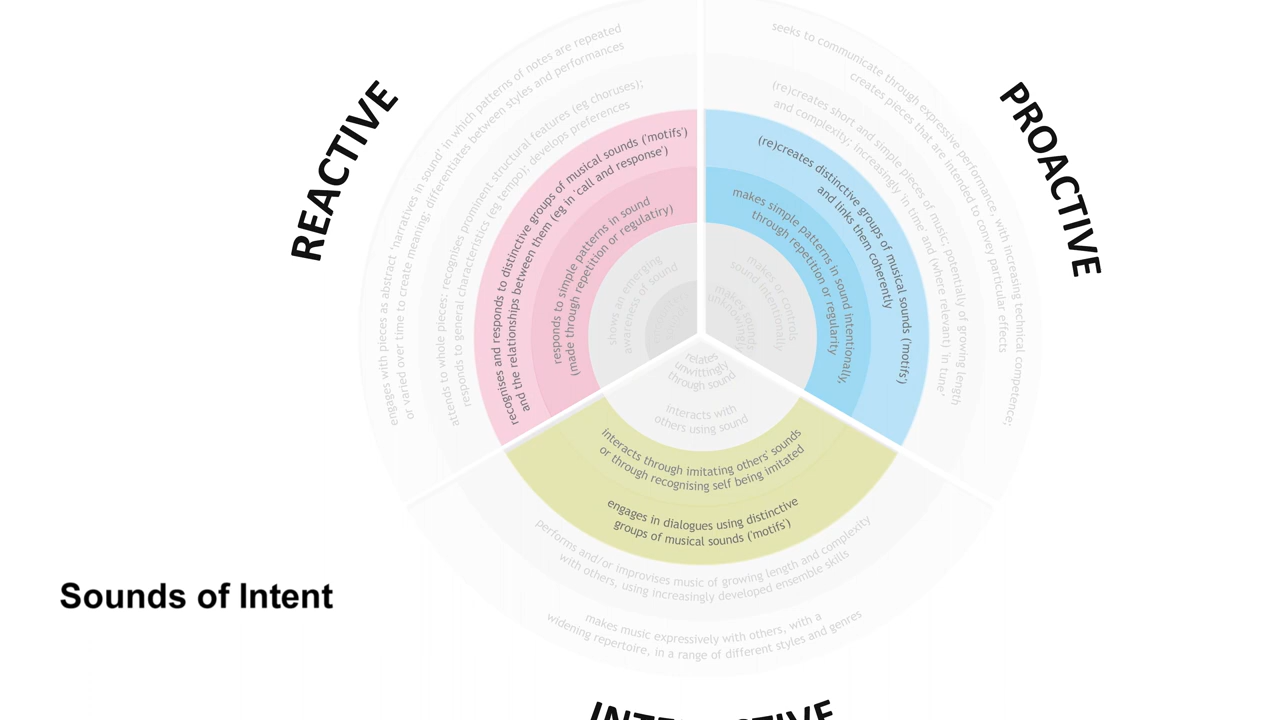 REACTIVE
engages with pieces as abstract 'narratives in sound' in which patterns of notes are repeated
or varied over time to create meaning; differentiates between styles and performances
attends to whole pieces; recognises prominent structural features (eg choruses);
responds to general characteristics (eg tempo); develops preferences
recognises and responds to distinctive groups of musical sounds ('motifs')
and the relationships between them (eg in 'call and response')
responds to simple patterns in sound
(made through repetition or regulatiry)
shows an emerging
awareness of sound
PROACTIVE
seeks to communicate through expressive performance, with increasing technical competence;
creates pieces that are intended to convey particular effects
(re)creates short and simple pieces of music; potentially of growing length
and complexity; increasingly 'in time' and (where relevant) 'in tune'
(re)creates distinctive groups of musical sounds ('motifs')
and links them coherently
makes simple patterns in sound intentionally,
through repetition or regularity
makes or controls
sound intentionally
makes sounds
unknowingly
relates
unwittingly
through sound
interacts with
others using sound
interacts through imitating others' sounds
or through recognising self being imitated
engages in dialogues using distinctive
groups of musical sounds ('motifs')
performs and/or improvises music of growing length and complexity
with others, using increasingly developed ensemble skills
makes music expressively with others, with a
widening repertoire, in a range of different styles and genres
Sounds of Intent